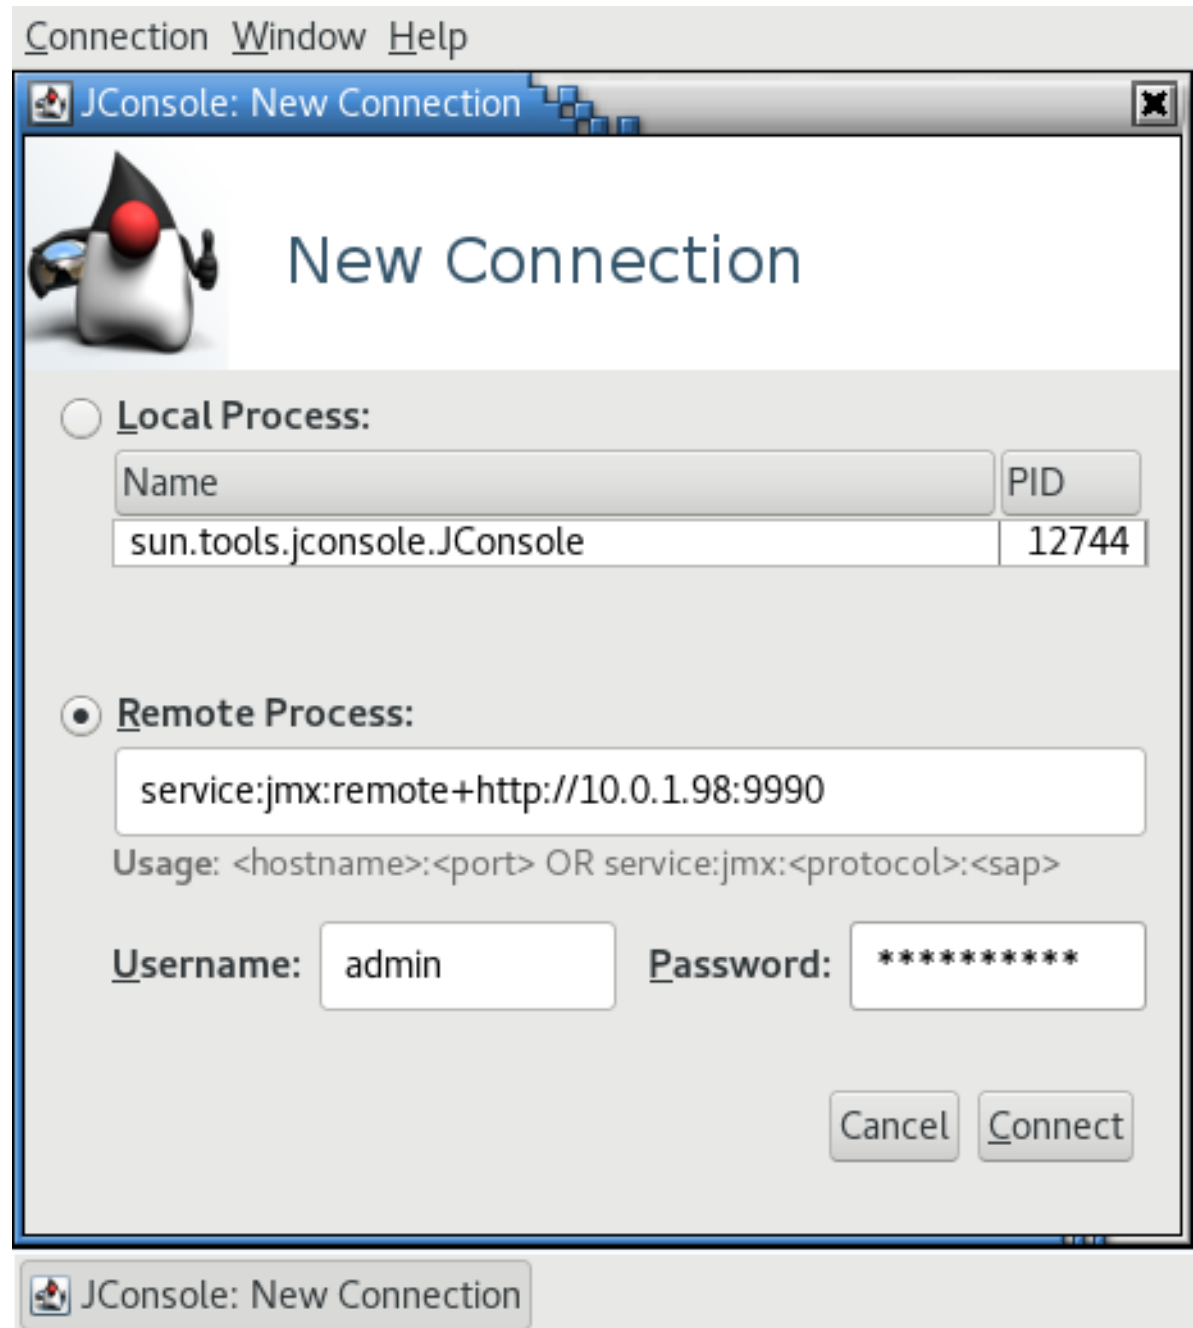 Connection Window Help
JConsole: New Connection
New Connection
Local Process:
Name PID
sun.tools.jconsole.JConsole 12744
Remote Process:
service:jmx:remote+http://10.0.1.98:9990
Usage: <hostname>:<port> OR service:jmx:<protocol>:<sap>
Username: admin Password: **********
Cancel Connect
JConsole: New Connection